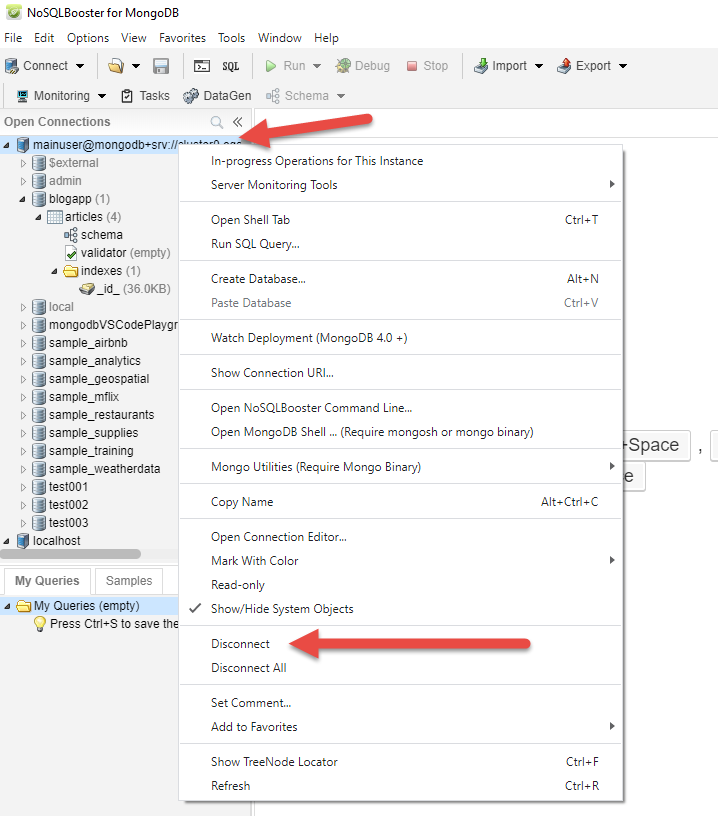 NoSQLBooster for MongoDB
File Edit Options View Favorites Tools Window Help
Connect SQL Run Debug Stop Import Export
Monitoring Tasks DataGen Schema
Open Connections
mainuser@mongodb+srv://cluster0
$external
admin
blogapp (1)
articles (4)
schema
validator (empty)
indexes (1)
_id_ (36.0KB)
local
mongodbVSCodePlaygr
sample_airbnb
sample_analytics
sample_geospatial
sample_mflix
sample_restaurants
sample_supplies
sample_training
sample_weatherdata
test001
test002
test003
localhost
My Queries Samples
My Queries (empty)
Press Ctrl+S to save the
In-progress Operations for This Instance
Server Monitoring Tools
Open Shell Tab Ctrl+T
Run SQL Query...
Create Database... Alt+N
Paste Database Ctrl+V
Watch Deployment (MongoDB 4.0 +)
Show Connection URI...
Open NoSQLBooster Command Line...
Open MongoDB Shell ... (Require mongosh or mongo binary)
Mongo Utilities (Require Mongo Binary)
Copy Name Alt+Ctrl+C
Open Connection Editor...
Mark With Color
Read-only
Show/Hide System Objects
Disconnect
Disconnect All
Set Comment...
Add to Favorites
Show TreeNode Locator Ctrl+F
Refresh Ctrl+R
+Space ,
e